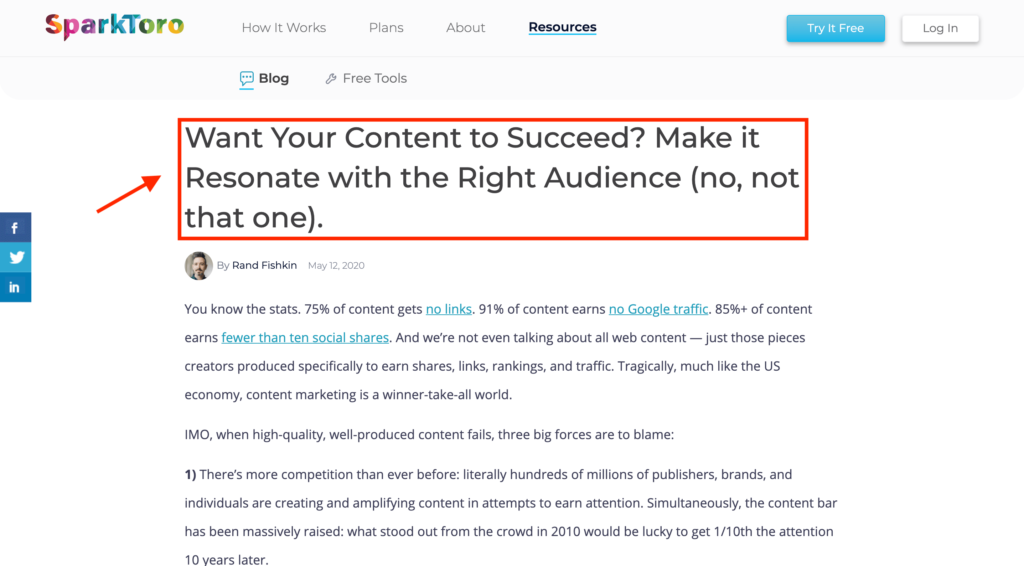 SparkToro
How It Works Plans About Resources Try It Free Log In
Blog Free Tools
Want Your Content to Succeed? Make it
Resonate with the Right Audience (no, not
that one).
By Rand Fishkin May 12, 2020
You know the stats. 75% of content gets no links. 91% of content earns no Google traffic. 85%+ of content
earns fewer than ten social shares. And we’re not even talking about all web content — just those pieces
creators produced specifically to earn shares, links, rankings, and traffic. Tragically, much like the US
economy, content marketing is a winner-take-all world.
IMO, when high-quality, well-produced content fails, three big forces are to blame:
1) There’s more competition than ever before: literally hundreds of millions of publishers, brands, and
individuals are creating and amplifying content in attempts to earn attention. Simultaneously, the content bar
has been massively raised: what stood out from the crowd in 2010 would be lucky to get 1/10th the attention
10 years later.